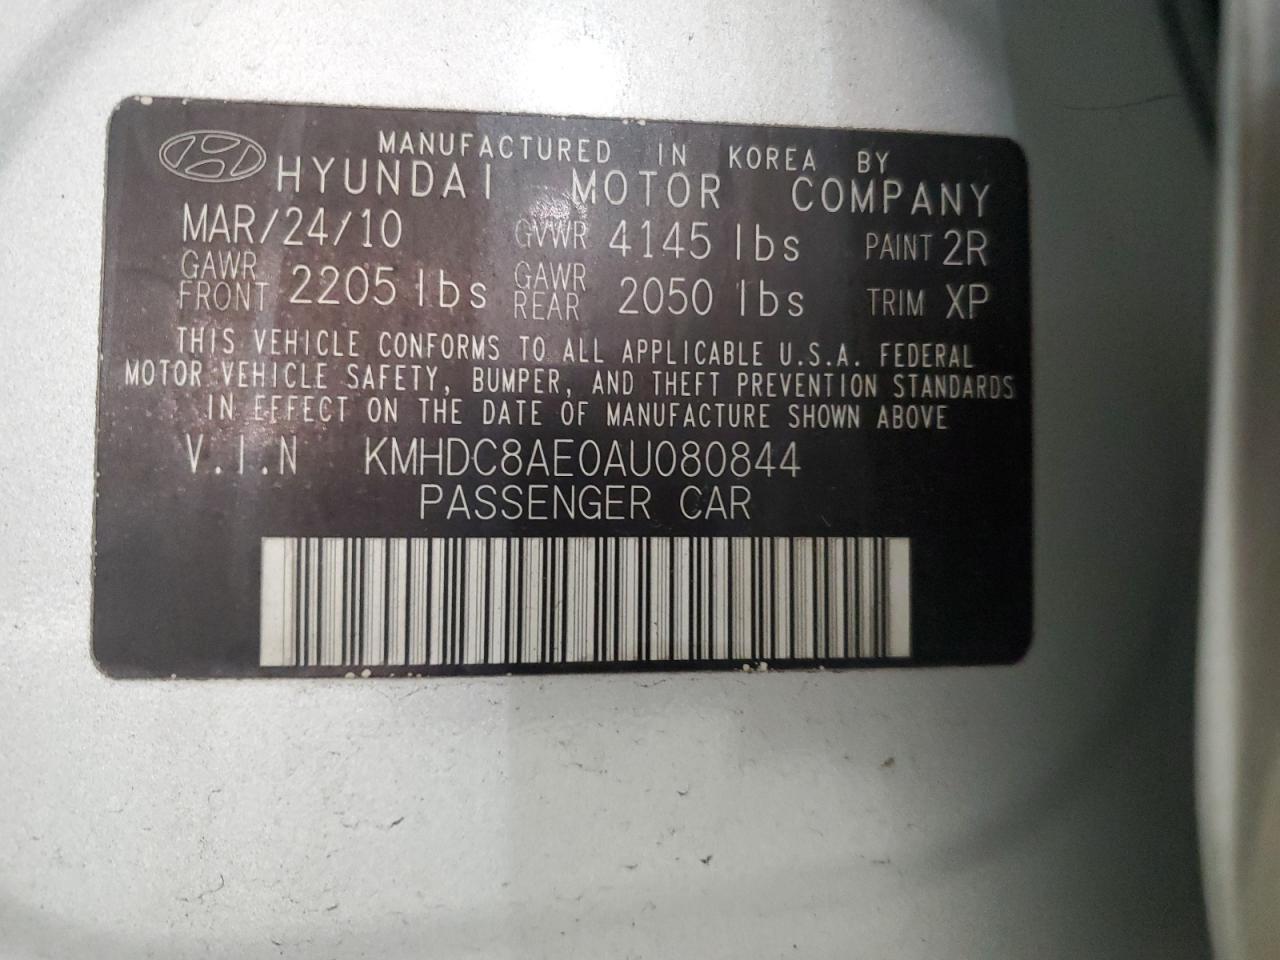 MANUFACTURED IN KOREA BY
HYUNDAI MOTOR COMPANY
MAR/24/10 GVWR 4145 lbs PAINT 2R
GAWR FRONT 2205 lbs GAWR REAR 2050 lbs TRIM XP
THIS VEHICLE CONFORMS TO ALL APPLICABLE U.S.A. FEDERAL
MOTOR VEHICLE SAFETY, BUMPER, AND THEFT PREVENTION STANDARDS
IN EFFECT ON THE DATE OF MANUFACTURE SHOWN ABOVE
V.I.N KMHDC8AE0AU080844
PASSENGER CAR